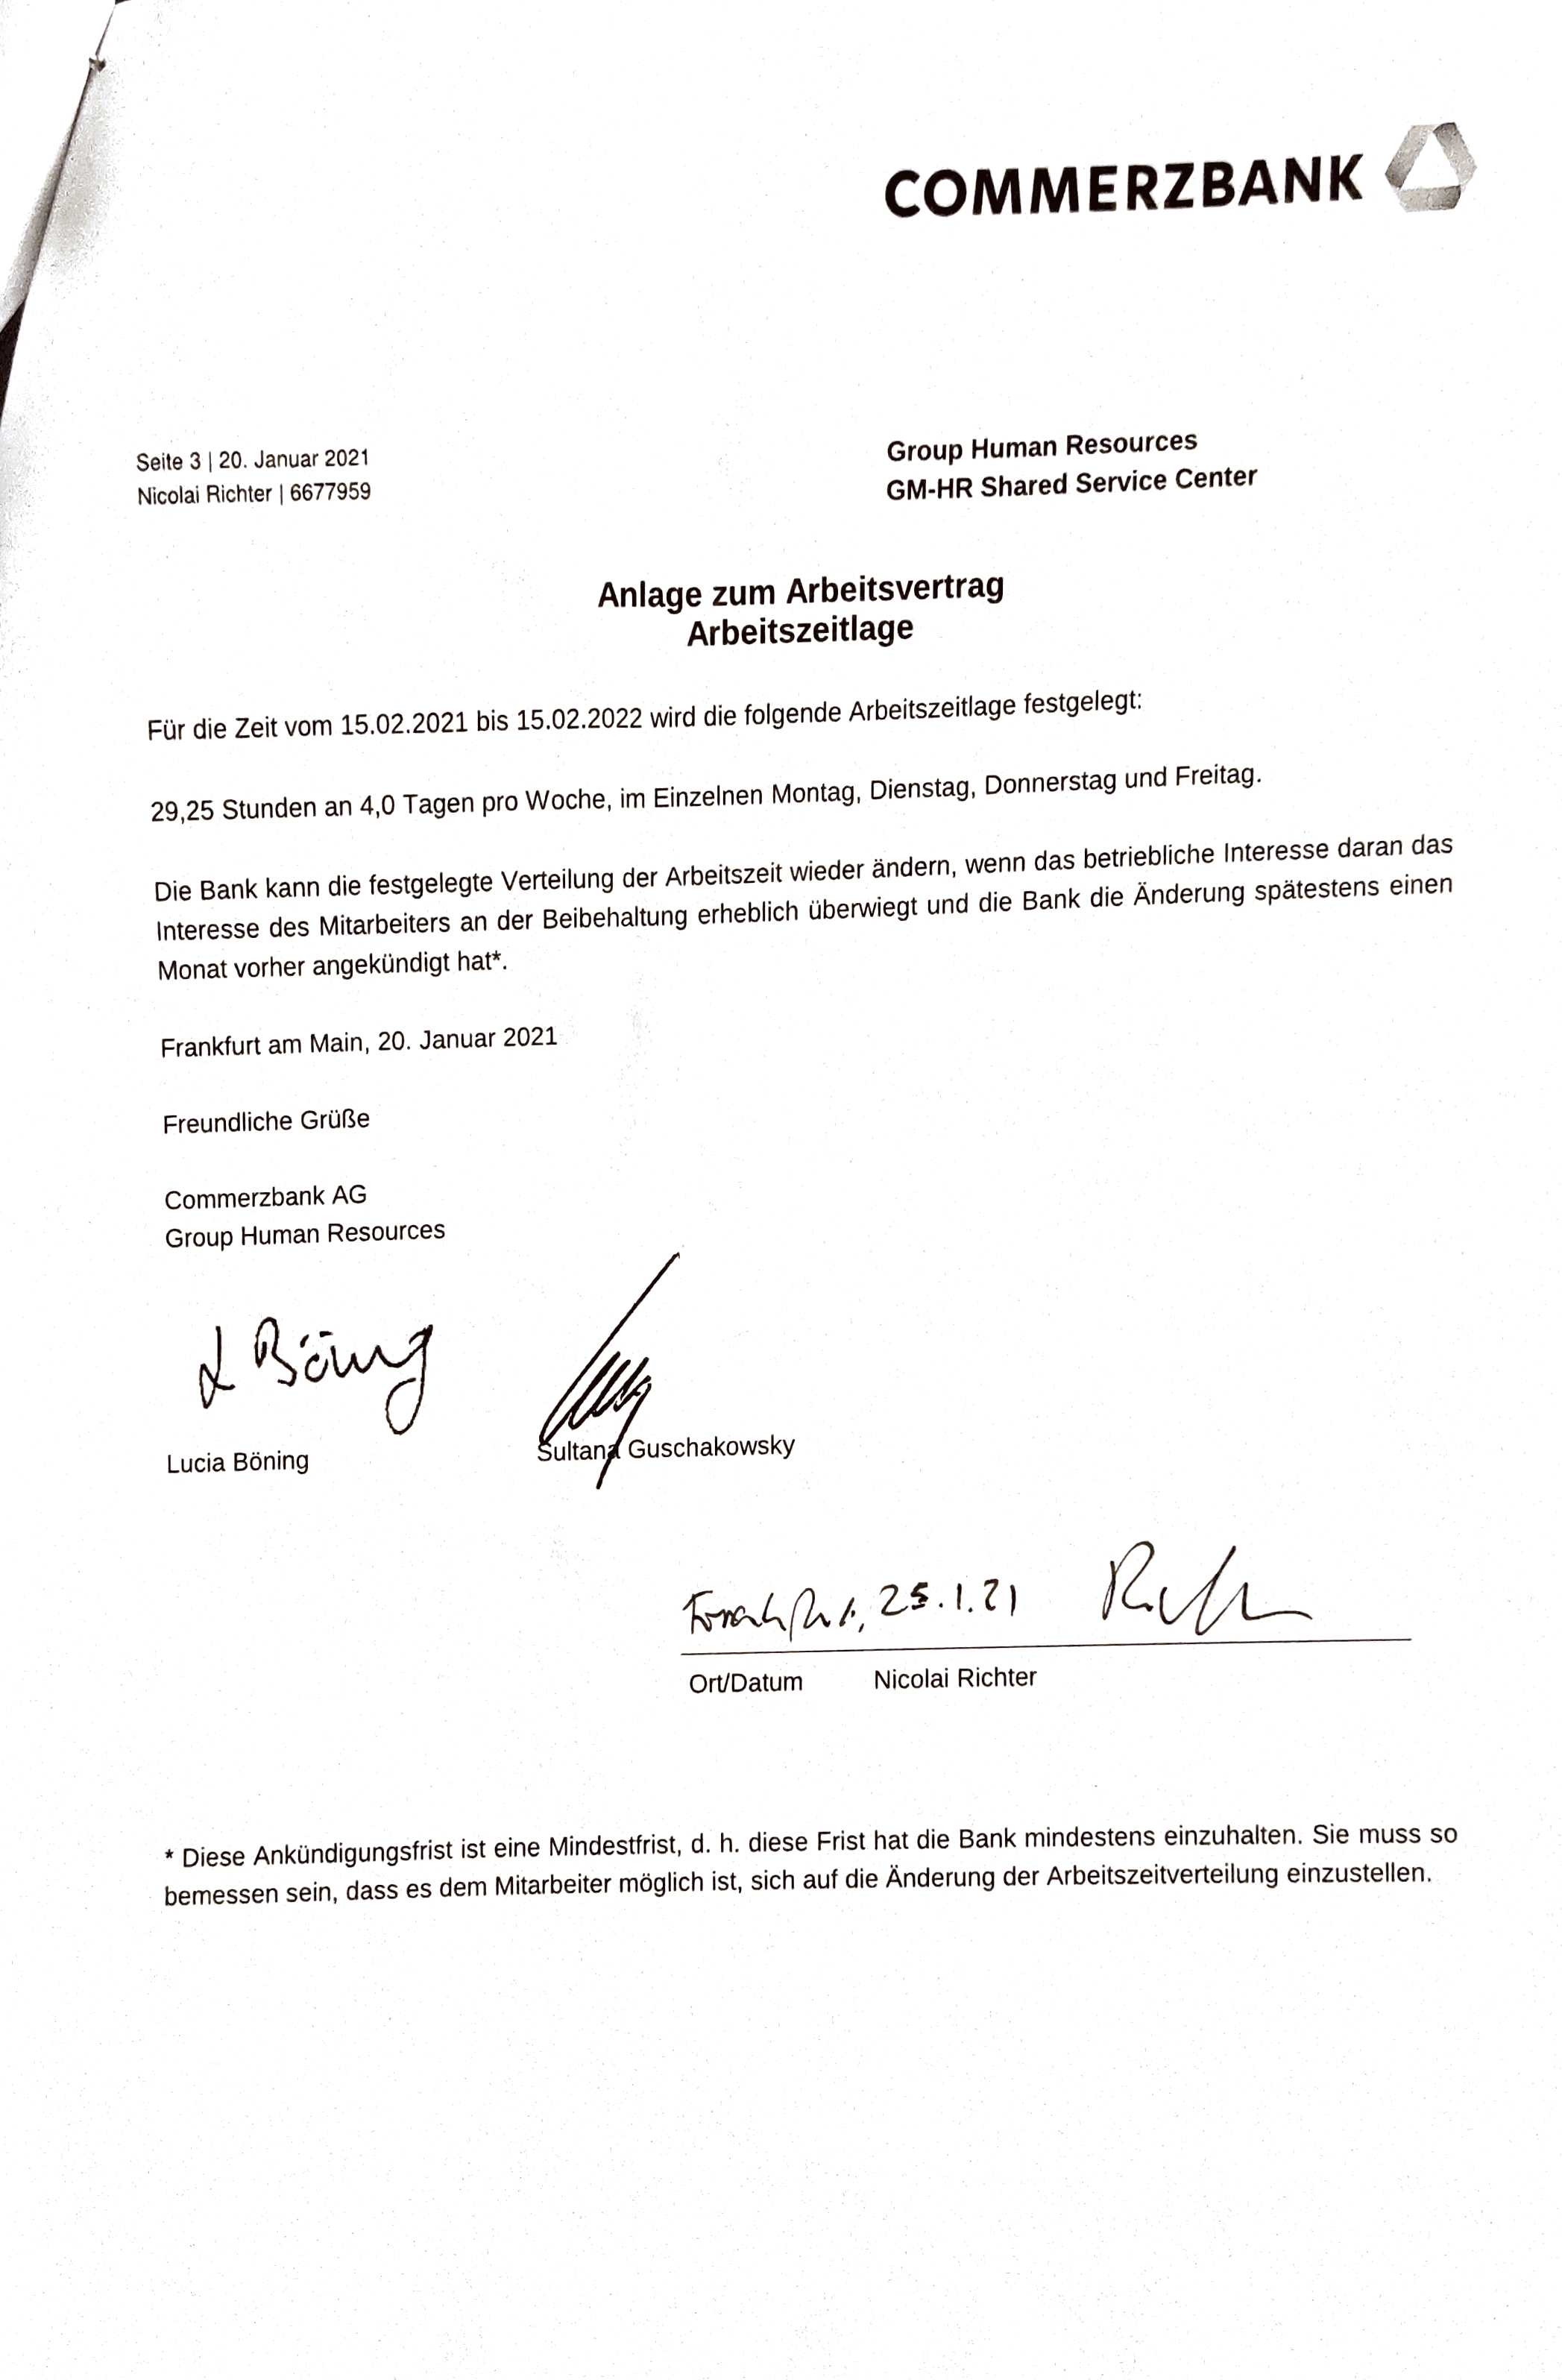 COMMERZBANK
Seite 3 | 20. Januar 2021
Nicolai Richter | 6677959
Group Human Resources
GM-HR Shared Service Center
Anlage zum Arbeitsvertrag
Arbeitszeitlage
Für die Zeit vom 15.02.2021 bis 15.02.2022 wird die folgende Arbeitszeitlage festgelegt:
29,25 Stunden an 4,0 Tagen pro Woche, im Einzelnen Montag, Dienstag, Donnerstag und Freitag.
Die Bank kann die festgelegte Verteilung der Arbeitszeit wieder ändern, wenn das betriebliche Interesse daran das
Interesse des Mitarbeiters an der Beibehaltung erheblich überwiegt und die Bank die Änderung spätestens einen
Monat vorher angekündigt hat*.
Frankfurt am Main, 20. Januar 2021
Freundliche Grüße
Commerzbank AG
Group Human Resources
L Böning
Lucia Böning
Sultana Guschakowsky
Frankfurt, 25.1.21
Ort/Datum
Nicolai Richter
* Diese Ankündigungsfrist ist eine Mindestfrist, d. h. diese Frist hat die Bank mindestens einzuhalten. Sie muss so
bemessen sein, dass es dem Mitarbeiter möglich ist, sich auf die Änderung der Arbeitszeitverteilung einzustellen.